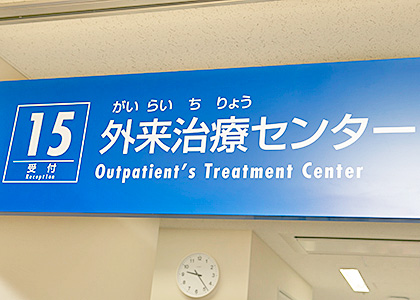 15
受付
Reception
がいらいちりょう
外来治療センター
Outpatient's Treatment Center